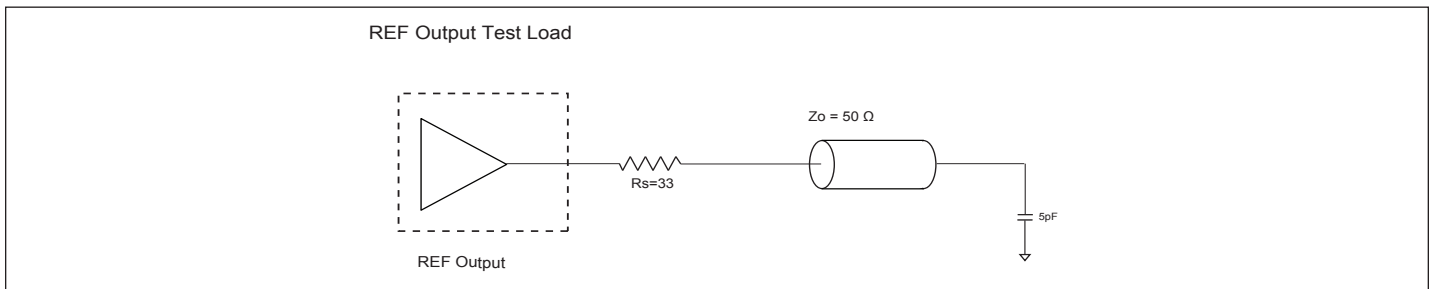 REF Output Test Load
Zo = 50 Ω
Rs=33
5pF
REF Output